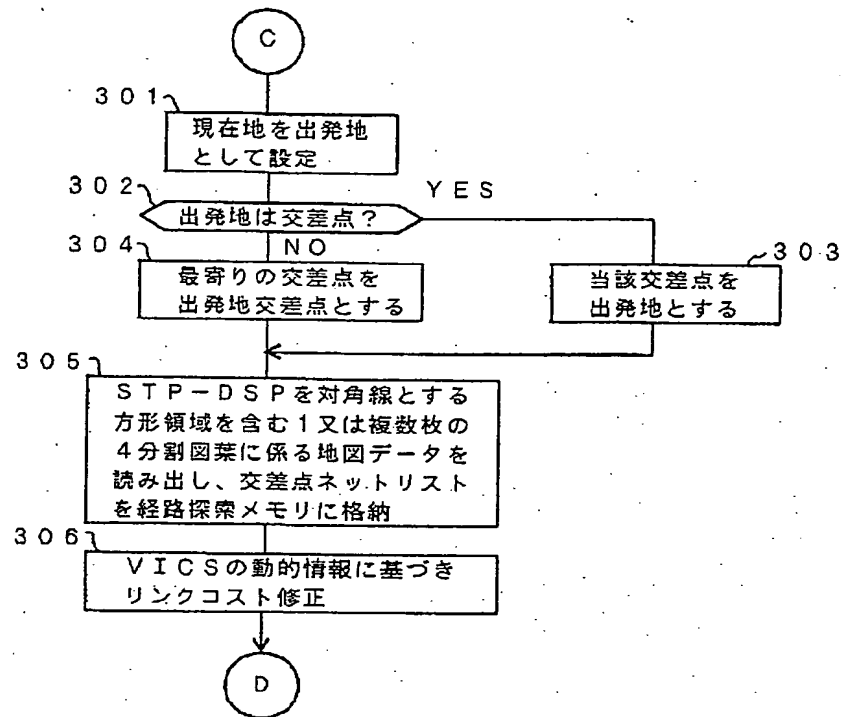 C
301
現在地を出発地
として設定
302
出発地は交差点?
YES
304
NO
303
最寄りの交差点を
出発地交差点とする
当該交差点を
出発地とする
305
STP-DSPを対角線とする
方形領域を含む1又は複数枚の
4分割図葉に係る地図データを
読み出し、交差点ネットリスト
を経路探索メモリに格納
306
VICSの動的情報に基づき
リンクコスト修正
D